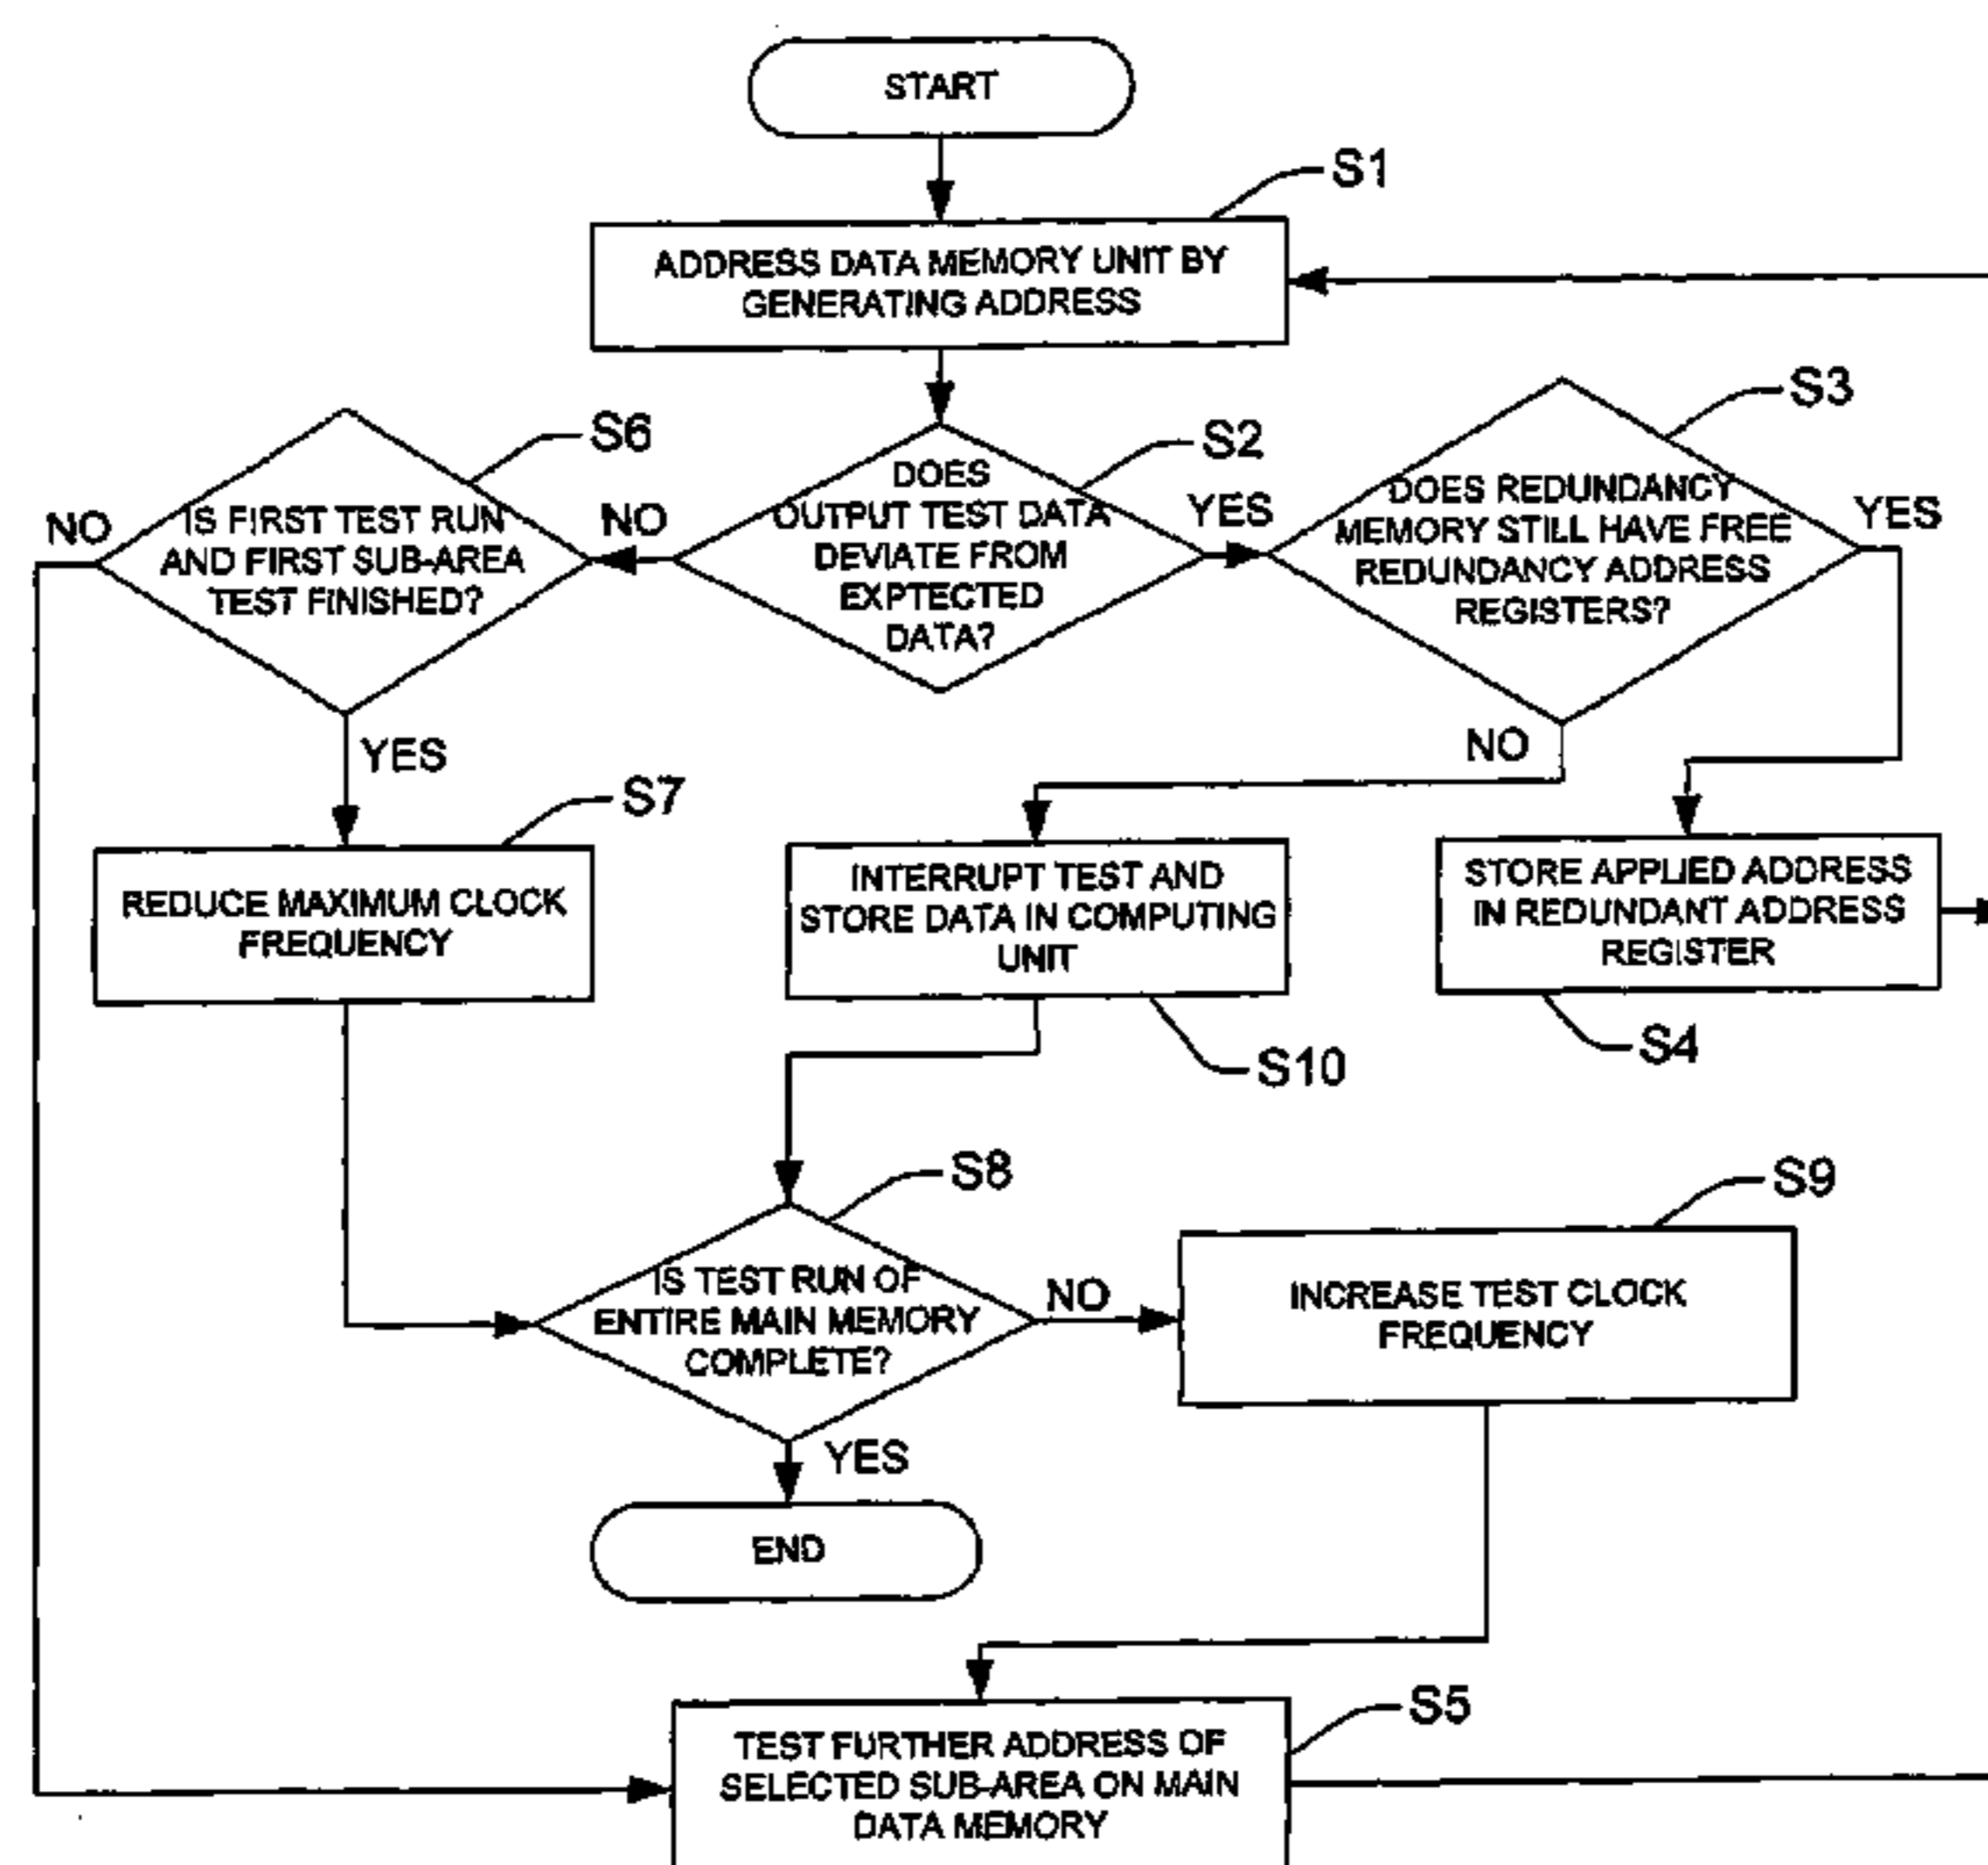 START
S1
ADDRESS DATA MEMORY UNIT BY
GENERATING ADDRESS
S6
IS FIRST TEST RUN
AND FIRST SUB-AREA
TEST FINISHED?
NO
YES
S2
DOES
OUTPUT TEST DATA
DEVIATE FROM
EXPTECTED
DATA?
NO
YES
S3
DOES REDUNDANCY
MEMORY STILL HAVE FREE
REDUNDANCY ADDRESS
REGISTERS?
YES
NO
S7
REDUCE MAXIMUM CLOCK
FREQUENCY
INTERRUPT TEST AND
STORE DATA IN COMPUTING
UNIT
S10
STORE APPLIED ADDRESS
IN REDUNDANT ADDRESS
REGISTER
S4
S8
IS TEST RUN OF
ENTIRE MAIN MEMORY
COMPLETE?
NO
YES
S9
INCREASE TEST CLOCK
FREQUENCY
END
S5
TEST FURTHER ADDRESS OF
SELECTED SUB-AREA ON MAIN
DATA MEMORY